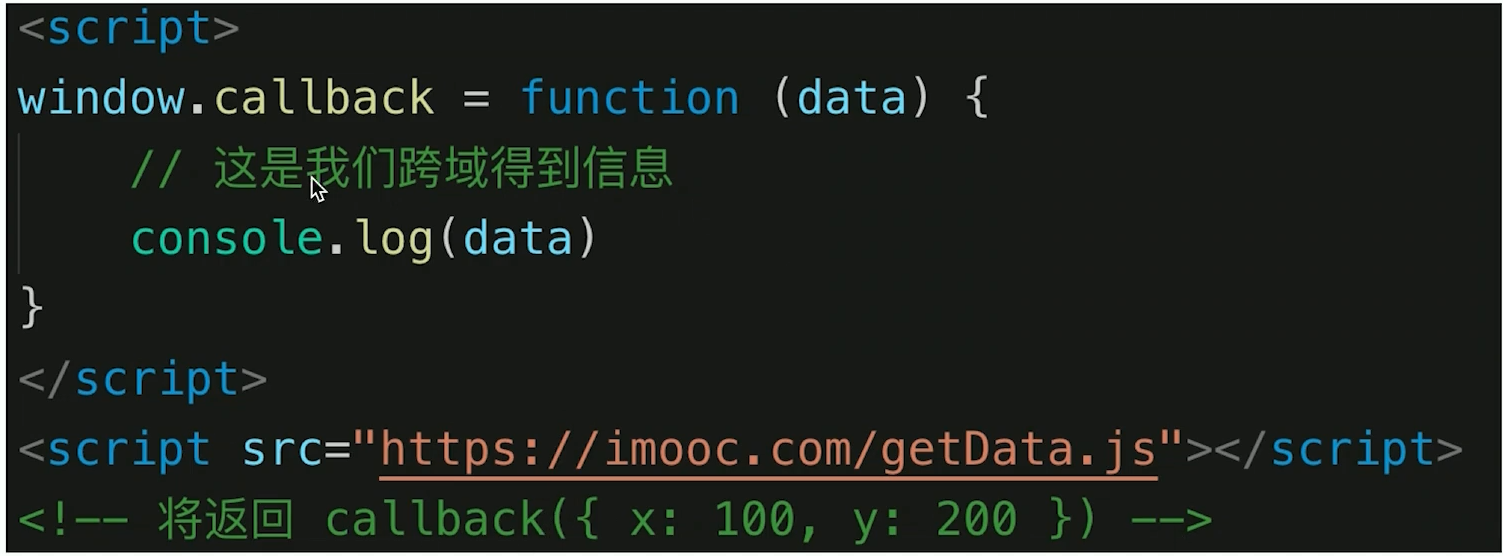 <script>
window.callback = function (data) {
    // 这是我们跨域得到信息
    console.log(data)
}
</script>
<script src="https://imooc.com/getData.js"></script>
<!-- 将返回 callback({ x: 100, y: 200 }) -->